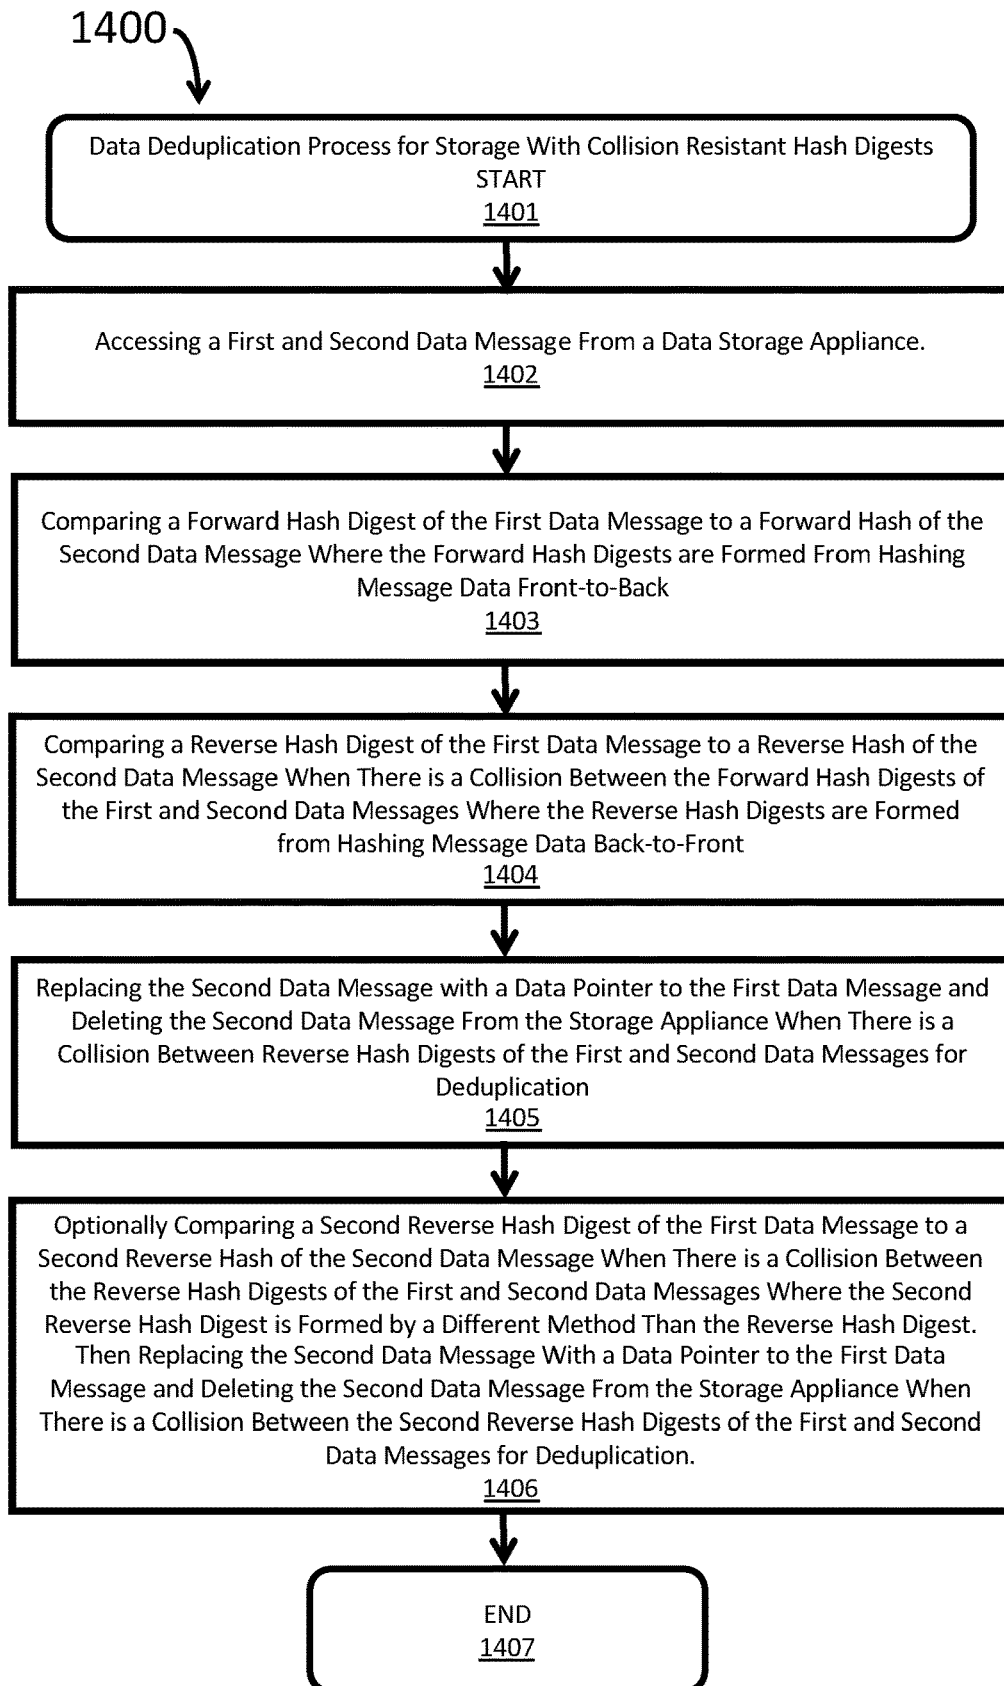 1400
Data Deduplication Process for Storage With Collision Resistant Hash Digests
START
1401
Accessing a First and Second Data Message From a Data Storage Appliance.
1402
Comparing a Forward Hash Digest of the First Data Message to a Forward Hash of the
Second Data Message Where the Forward Hash Digests are Formed From Hashing
Message Data Front-to-Back
1403
Comparing a Reverse Hash Digest of the First Data Message to a Reverse Hash of the
Second Data Message When There is a Collision Between the Forward Hash Digests of
the First and Second Data Messages Where the Reverse Hash Digests are Formed
from Hashing Message Data Back-to-Front
1404
Replacing the Second Data Message with a Data Pointer to the First Data Message and
Deleting the Second Data Message From the Storage Appliance When There is a
Collision Between Reverse Hash Digests of the First and Second Data Messages for
Deduplication
1405
Optionally Comparing a Second Reverse Hash Digest of the First Data Message to a
Second Reverse Hash of the Second Data Message When There is a Collision Between
the Reverse Hash Digests of the First and Second Data Messages Where the Second
Reverse Hash Digest is Formed by a Different Method Than the Reverse Hash Digest.
Then Replacing the Second Data Message With a Data Pointer to the First Data
Message and Deleting the Second Data Message From the Storage Appliance When
There is a Collision Between the Second Reverse Hash Digests of the First and Second
Data Messages for Deduplication.
1406
END
1407